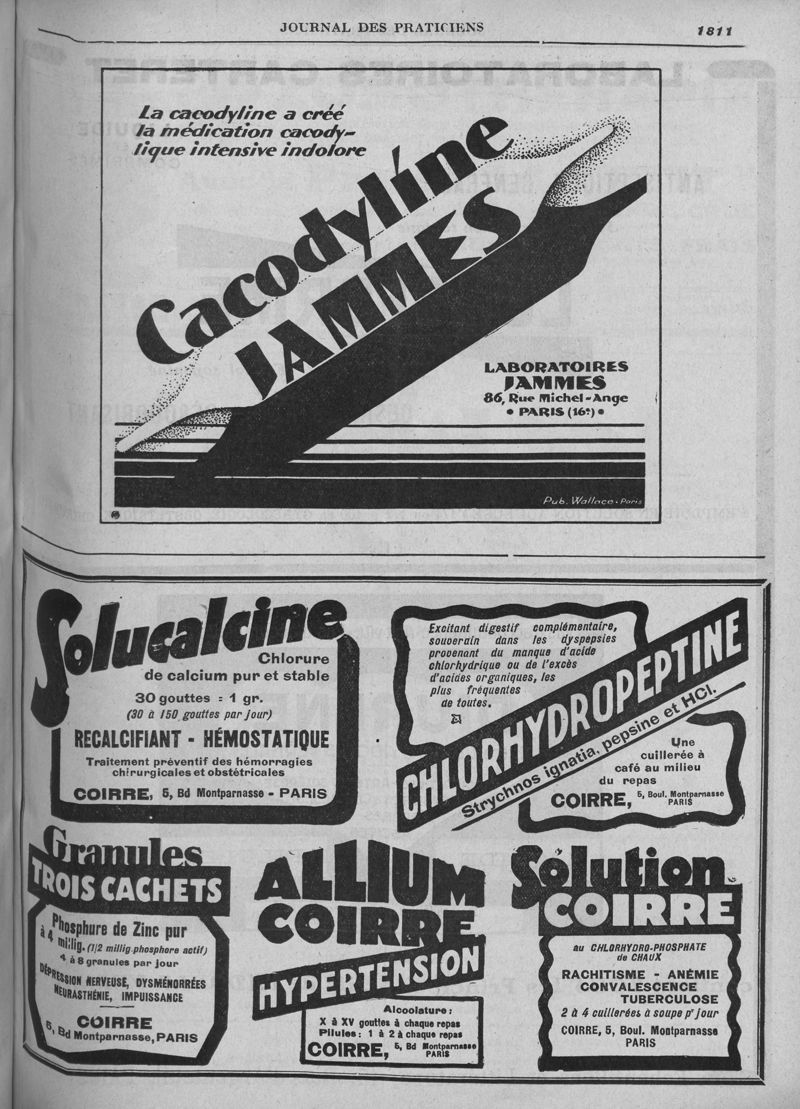 JOURNAL DES PRATICIENS
1811
La cacodyline a créé
la médication cacody-
lique intensive indolore
Cacodyline
JAMMES
LABORATOIRES
JAMMES
86, Rue Michel-Ange
• PARIS (16e) •
Pub. Wallace - Paris
Solucalcine
Chlorure
de calcium pur et stable
30 gouttes = 1 gr.
(30 à 150 gouttes par jour)
RECALCIFIANT - HÉMOSTATIQUE
Traitement préventif des hémorragies
chirurgicales et obstétricales
COIRRE, 5, Bd Montparnasse - PARIS
Excitant digestif complémentaire,
souverain dans les dyspepsies
provenant du manque d'acide
chlorhydrique ou de l'excès
d'acides organiques, les
plus fréquentes
de toutes.
CHLORHYDROPEPTINE
Strychnos ignatia, pepsine et HCl.
Une
cuillerée à
café au milieu
du repas
COIRRE, 5, Boul. Montparnasse
PARIS
Granules
TROIS CACHETS
Phosphure de Zinc pur
à 4 millig. (1/2 millig. phosphore actif)
4 à 8 granules par jour
DÉPRESSION NERVEUSE, DYSMÉNORRÉES
NEURASTHÉNIE, IMPUISSANCE
COIRRE
5, Bd Montparnasse, PARIS
ALLIUM
COIRRE
HYPERTENSION
Alcoolature :
X à XV gouttes à chaque repas
Pilules : 1 à 2 à chaque repas
COIRRE, 5, Bd Montparnasse
PARIS
Solution
COIRRE
au CHLORHYDRO-PHOSPHATE
de CHAUX
RACHITISME - ANÉMIE
CONVALESCENCE
TUBERCULOSE
2 à 4 cuillerées à soupe pr jour
COIRRE, 5, Boul. Montparnasse
PARIS